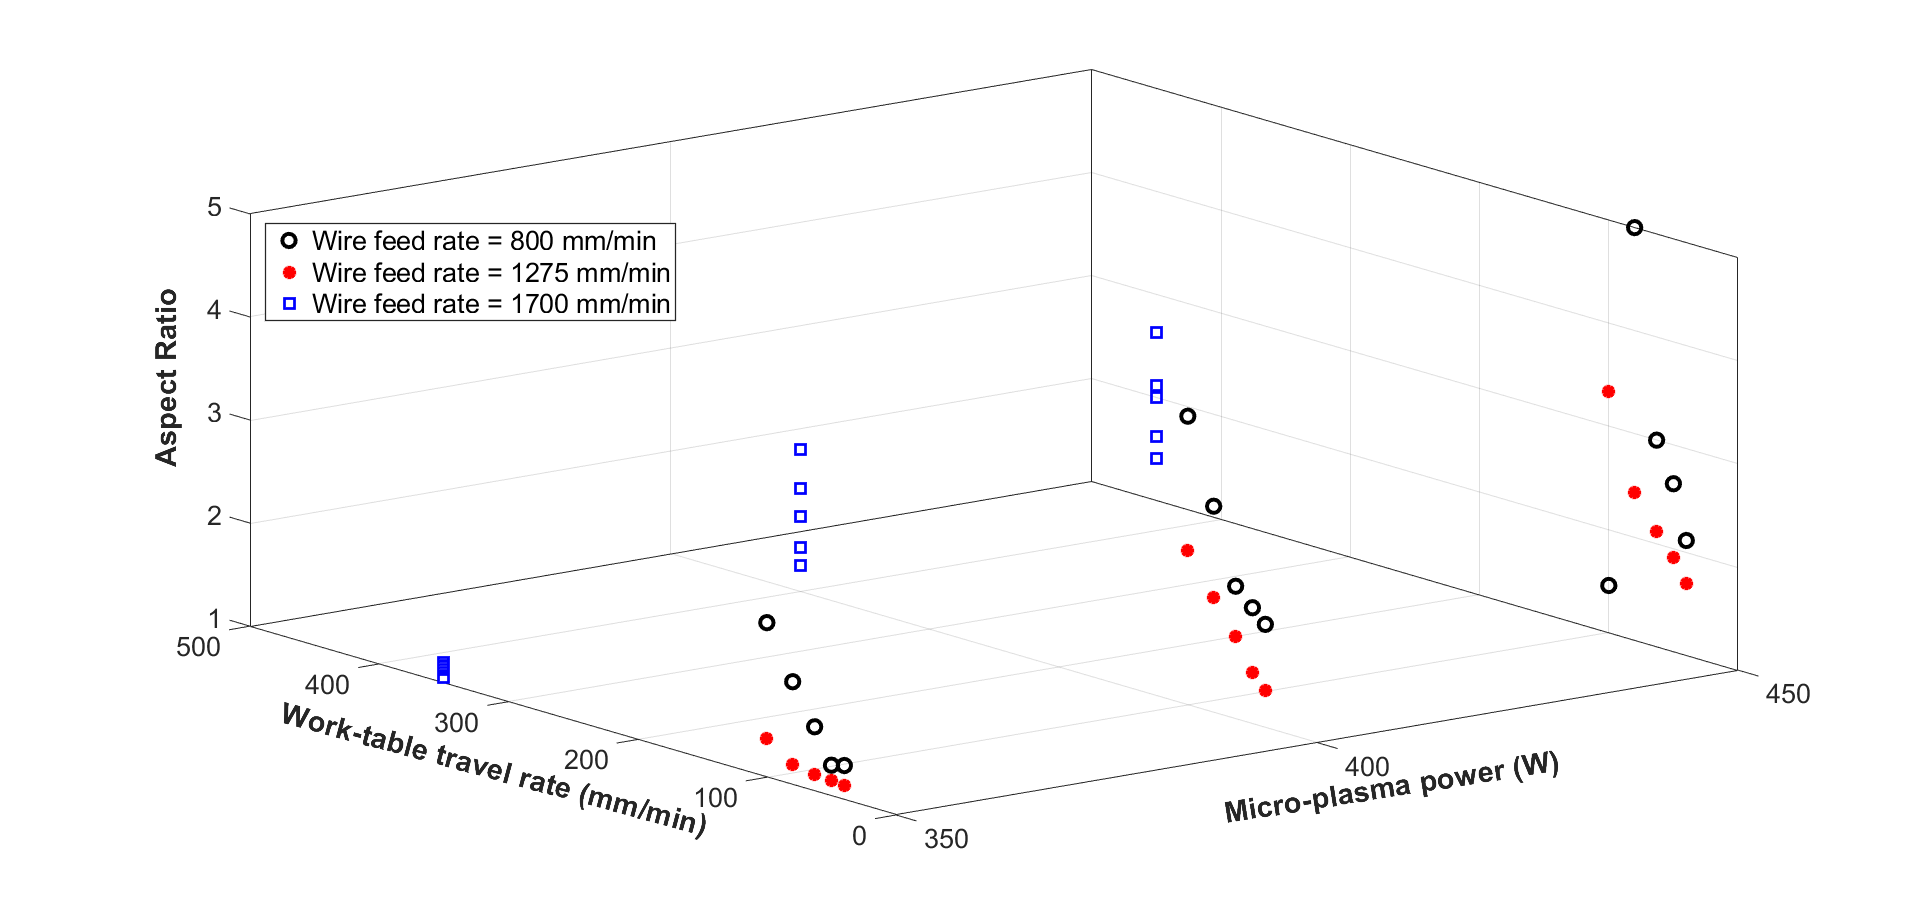 5
4
3
2
1
Aspect Ratio
Wire feed rate = 800 mm/min
Wire feed rate = 1275 mm/min
Wire feed rate = 1700 mm/min
500
400
300
200
100
0
Work-table travel rate (mm/min)
350
400
450
Micro-plasma power (W)